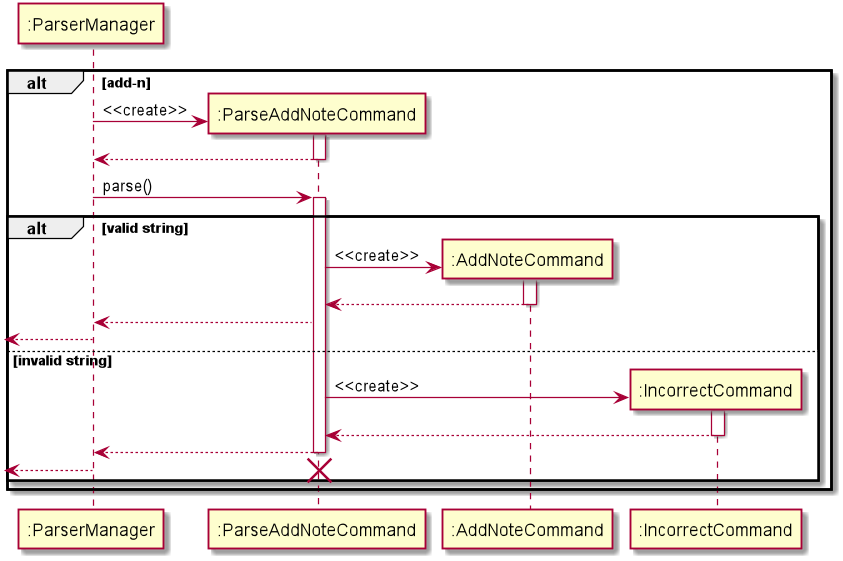 :ParserManager
alt [add-n]
<<create>>
:ParseAddNoteCommand
parse()
alt [valid string]
<<create>>
:AddNoteCommand
[invalid string]
<<create>>
:IncorrectCommand
:ParserManager :ParseAddNoteCommand :AddNoteCommand :IncorrectCommand